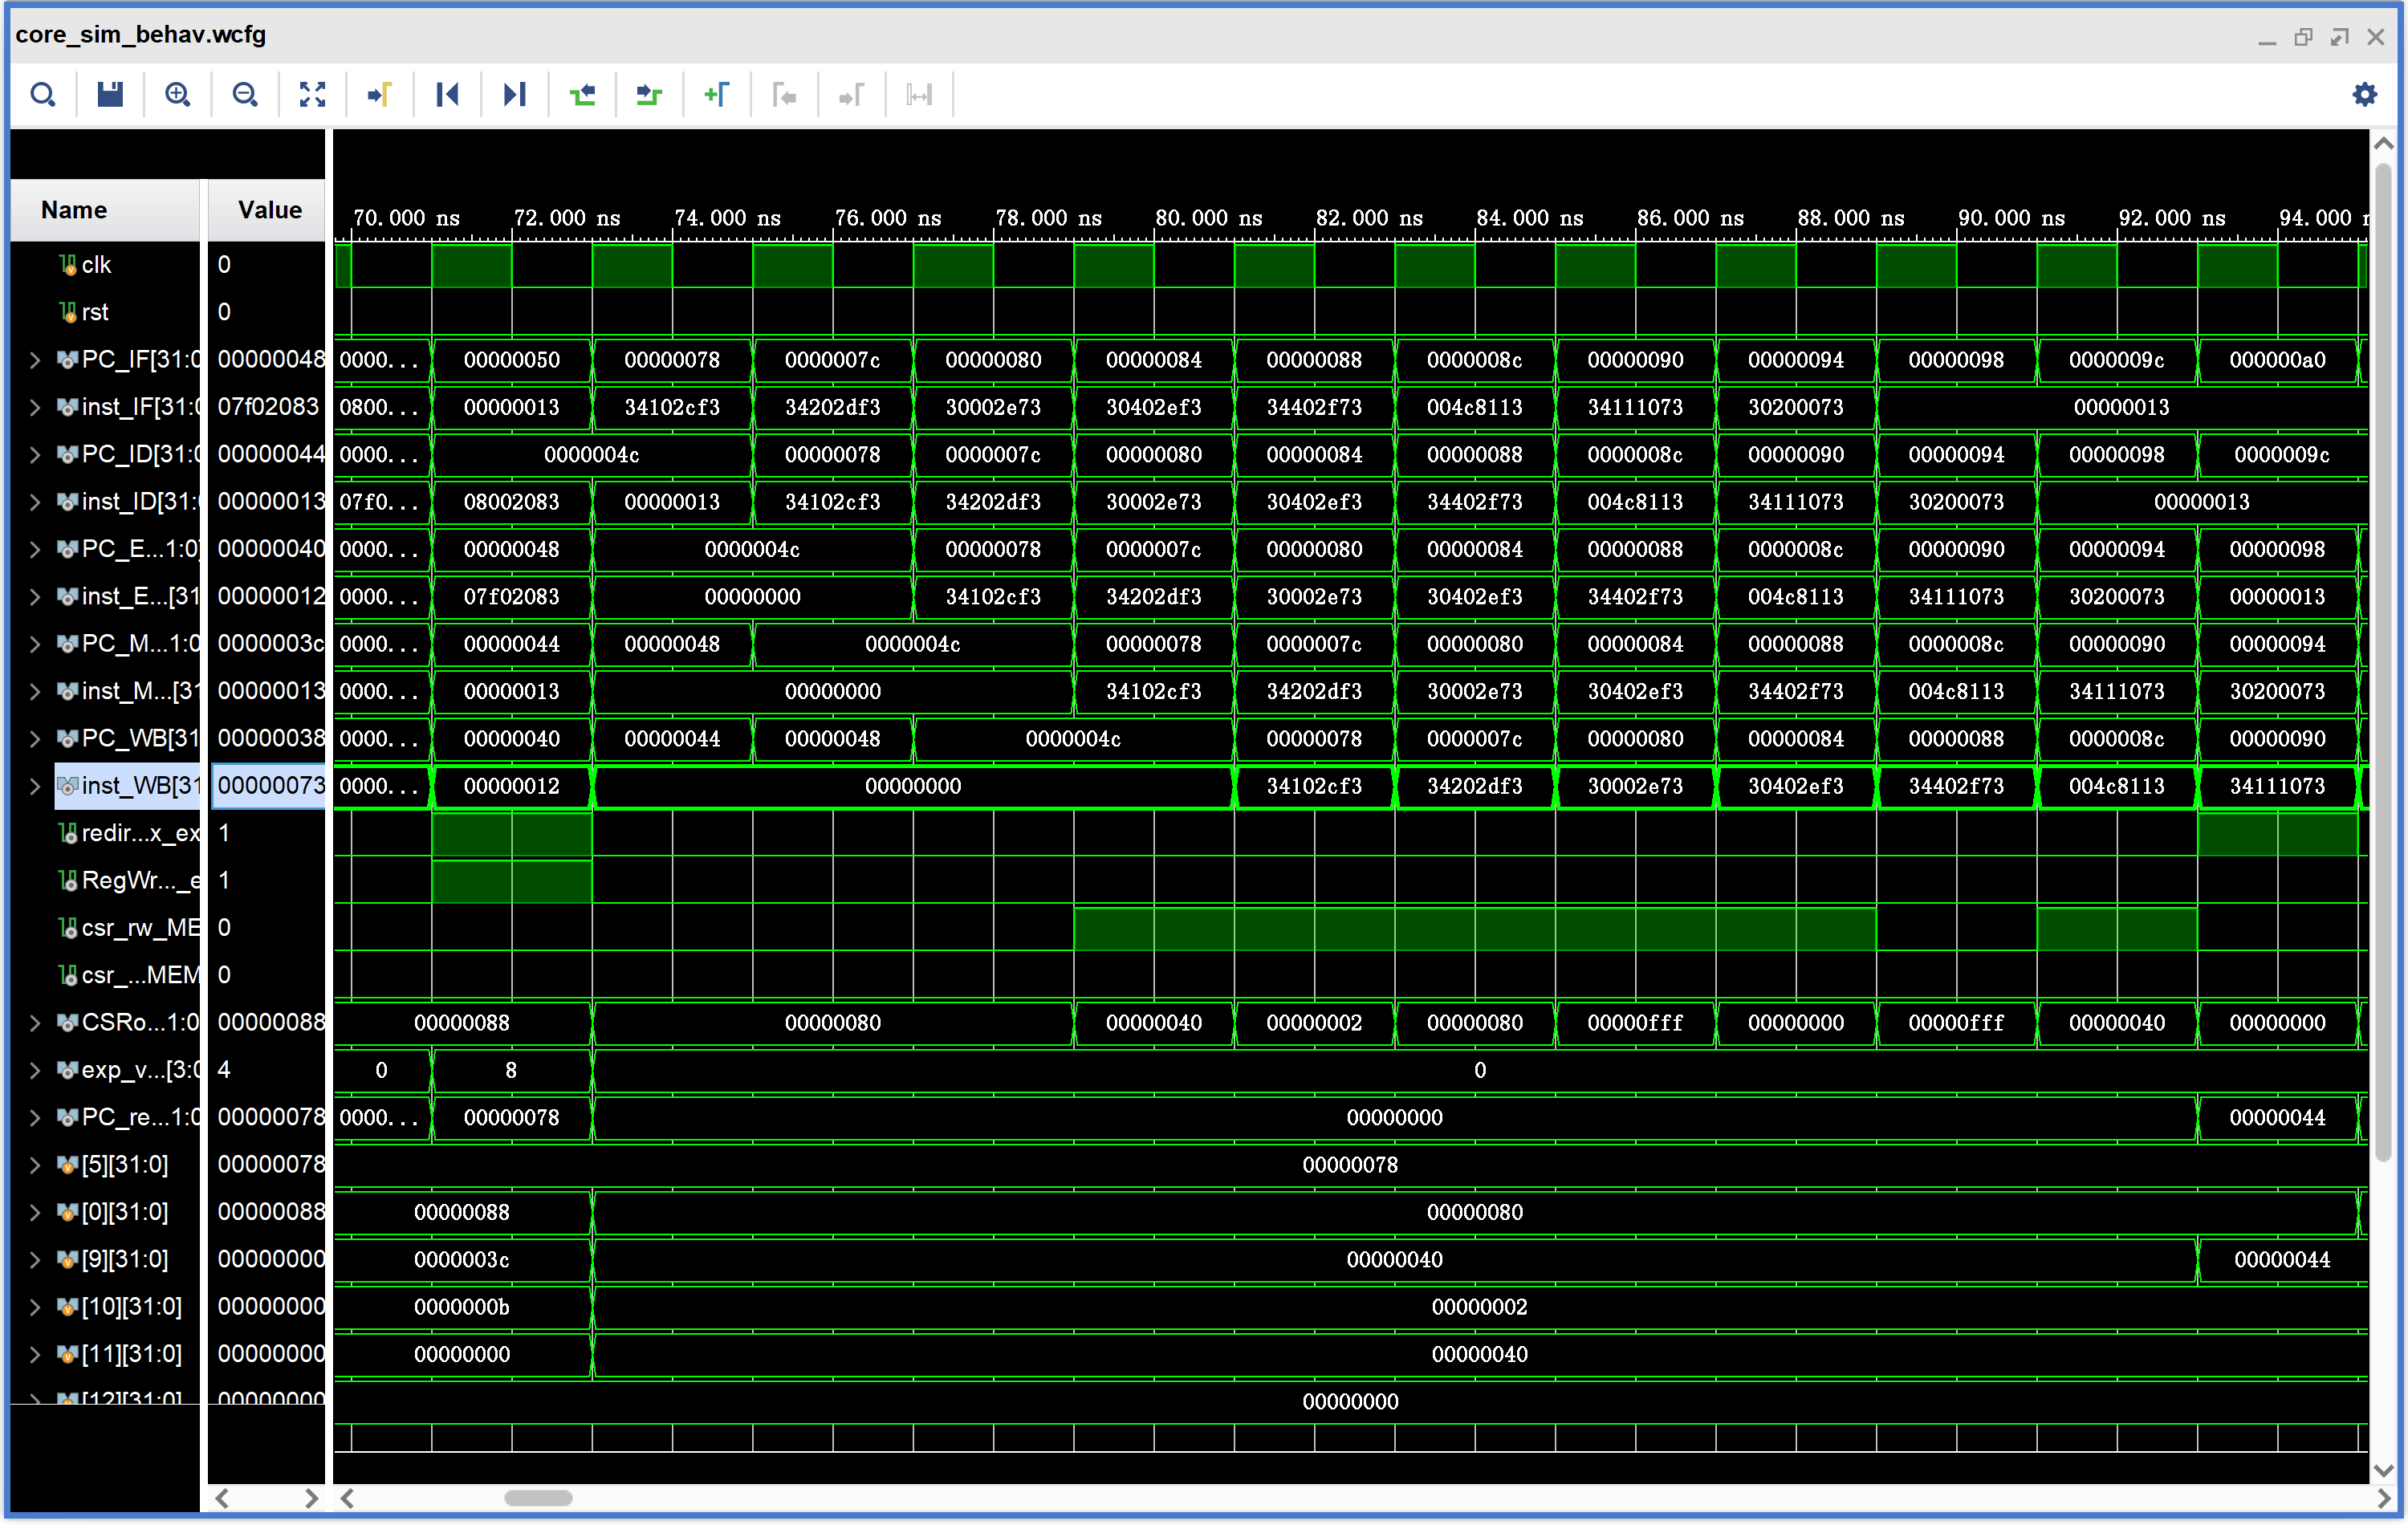 core_sim_behav.wcfg
Name Value 70.000 ns 72.000 ns 74.000 ns 76.000 ns 78.000 ns 80.000 ns 82.000 ns 84.000 ns 86.000 ns 88.000 ns 90.000 ns 92.000 ns 94.000 n
clk 0
rst 0
PC_IF[31:0 00000048 0000... 00000050 00000078 0000007c 00000080 00000084 00000088 0000008c 00000090 00000094 00000098 0000009c 000000a0
inst_IF[31:0 07f02083 0800... 00000013 34102cf3 34202df3 30002e73 30402ef3 34402f73 004c8113 34111073 30200073 00000013
PC_ID[31:0 00000044 0000... 0000004c 00000078 0000007c 00000080 00000084 00000088 0000008c 00000090 00000094 00000098 0000009c
inst_ID[31: 00000013 07f0... 08002083 00000013 34102cf3 34202df3 30002e73 30402ef3 34402f73 004c8113 34111073 30200073 00000013
PC_E...1:0] 00000040 0000... 00000048 0000004c 00000078 0000007c 00000080 00000084 00000088 0000008c 00000090 00000094 00000098
inst_E...[31 00000012 0000... 07f02083 00000000 34102cf3 34202df3 30002e73 30402ef3 34402f73 004c8113 34111073 30200073 00000013
PC_M...1:0 0000003c 0000... 00000044 00000048 0000004c 00000078 0000007c 00000080 00000084 00000088 0000008c 00000090 00000094
inst_M...[31 00000013 0000... 00000013 00000000 34102cf3 34202df3 30002e73 30402ef3 34402f73 004c8113 34111073 30200073
PC_WB[31 00000038 0000... 00000040 00000044 00000048 0000004c 00000078 0000007c 00000080 00000084 00000088 0000008c 00000090
inst_WB[31 00000073 0000... 00000012 00000000 34102cf3 34202df3 30002e73 30402ef3 34402f73 004c8113 34111073
redir...x_ex 1
RegWr..._e 1
csr_rw_ME 0
csr_...MEM 0
CSRo...1:0 00000088 00000088 00000080 00000040 00000002 00000080 00000fff 00000000 00000fff 00000040 00000000
exp_v...[3:0 4 0 8 0
PC_re...1:0 00000078 0000... 00000078 00000000 00000044
[5][31:0] 00000078 00000078
[0][31:0] 00000088 00000088 00000080
[9][31:0] 00000000 0000003c 00000040 00000044
[10][31:0] 00000000 0000000b 00000002
[11][31:0] 00000000 00000000 00000040
[12][31:0] 00000000 00000000